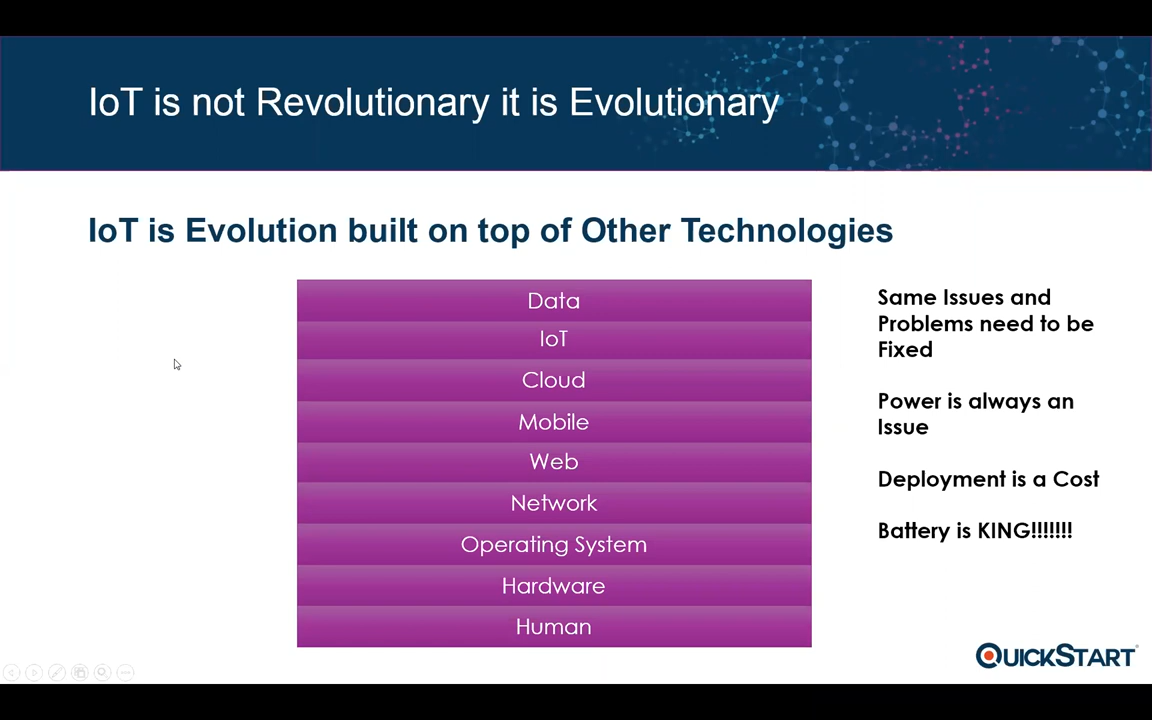 IoT is not Revolutionary it is Evolutionary
IoT is Evolution built on top of Other Technologies
Data
IoT
Cloud
Mobile
Web
Network
Operating System
Hardware
Human
Same Issues and
Problems need to be
Fixed
Power is always an
Issue
Deployment is a Cost
Battery is KING!!!!!!!
QUICKSTART